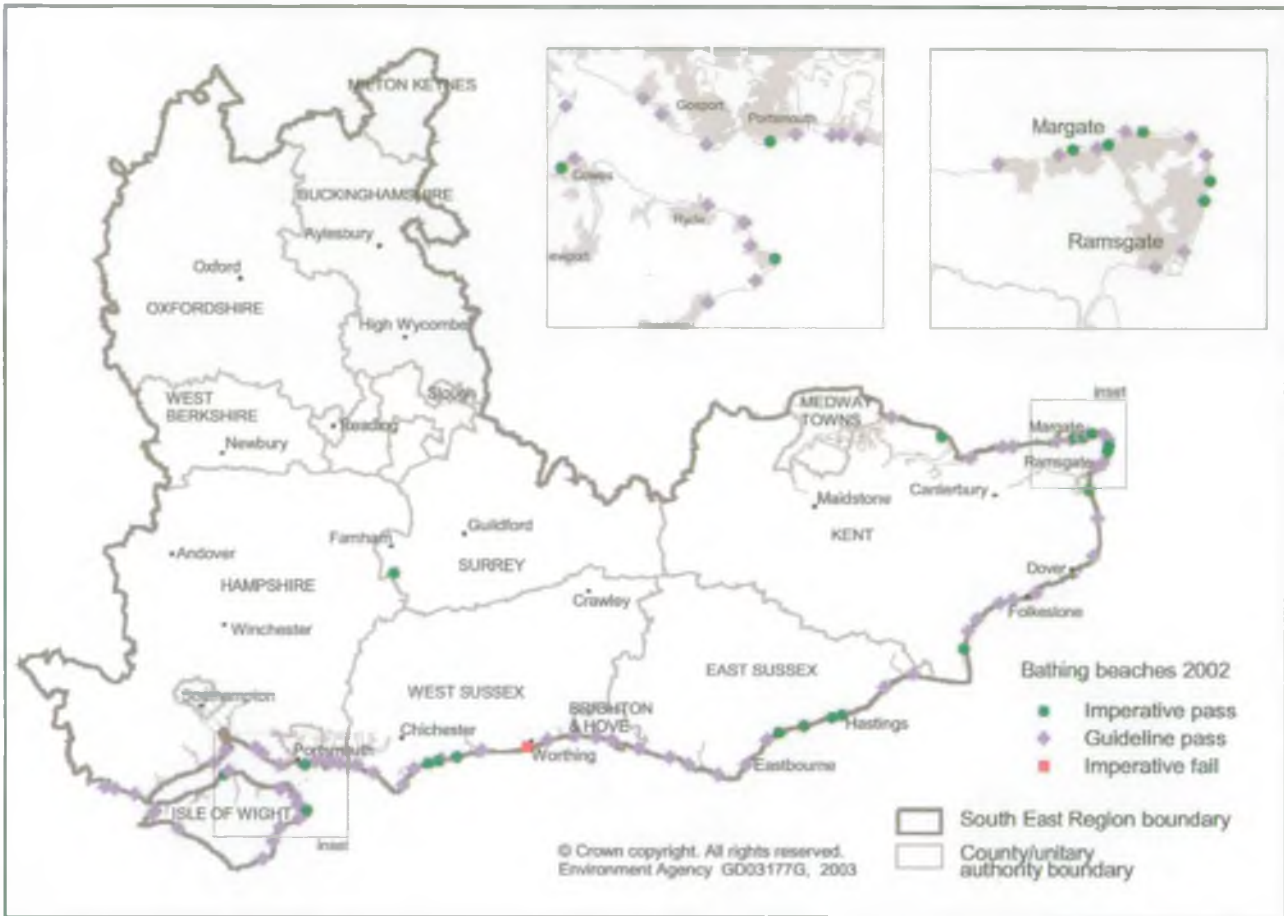 MILTON KEYNES
BUCKINGHAMSHIRE
Aylesbury
Oxford
OXFORDSHIRE
High Wycombe
WEST
BERKSHIRE
Slough
Reading
Newbury
Gosport
Portsmouth
Cowes
Ryde
ewport
Margate
Ramsgate
inset
MEDWAY
TOWNS
Margate
Ramsgate
Canterbury
Maidstone
KENT
Guildford
SURREY
Farnham
Andover
HAMPSHIRE
Winchester
Crawley
Dover
Folkestone
EAST SUSSEX
WEST SUSSEX
BRIGHTON
& HOVE
Southampton
Chichester
Portsmouth
Worthing
Hastings
Eastbourne
ISLE OF WIGHT
Inset
Bathing beaches 2002
Imperative pass
Guideline pass
Imperative fail
South East Region boundary
County/unitary
authority boundary
© Crown copyright. All rights reserved.
Environment Agency GD03177G, 2003